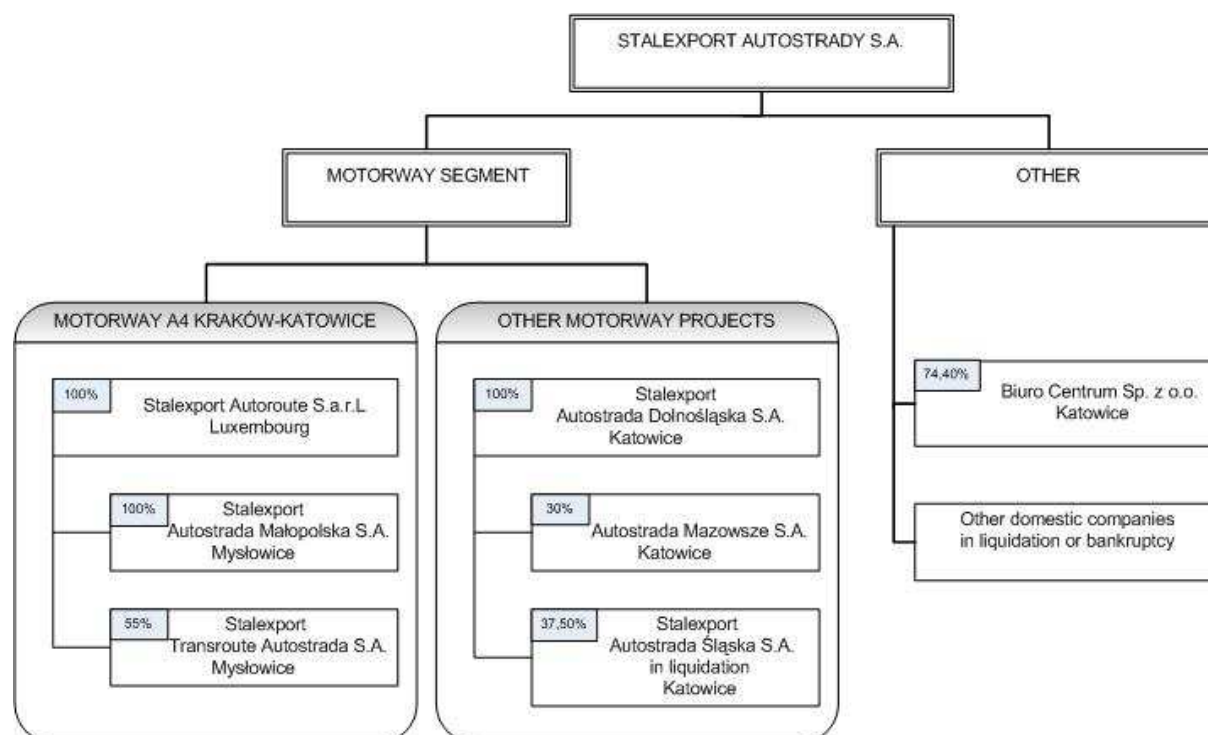 STALEXPORT AUTOSTRADY S.A.
MOTORWAY SEGMENT
OTHER
MOTORWAY A4 KRAKÓW-KATOWICE
100%
Stalexport Autoroute S.a.r.L
Luxembourg
100%
Stalexport
Autostrada Małopolska S.A.
Mysłowice
55%
Stalexport
Transroute Autostrada S.A.
Mysłowice
OTHER MOTORWAY PROJECTS
100%
Stalexport
Autostrada Dolnośląska S.A.
Katowice
30%
Autostrada Mazowsze S.A.
Katowice
37,50%
Stalexport
Autostrada Śląska S.A.
in liquidation
Katowice
74,40%
Biuro Centrum Sp. z o.o.
Katowice
Other domestic companies
in liquidation or bankruptcy